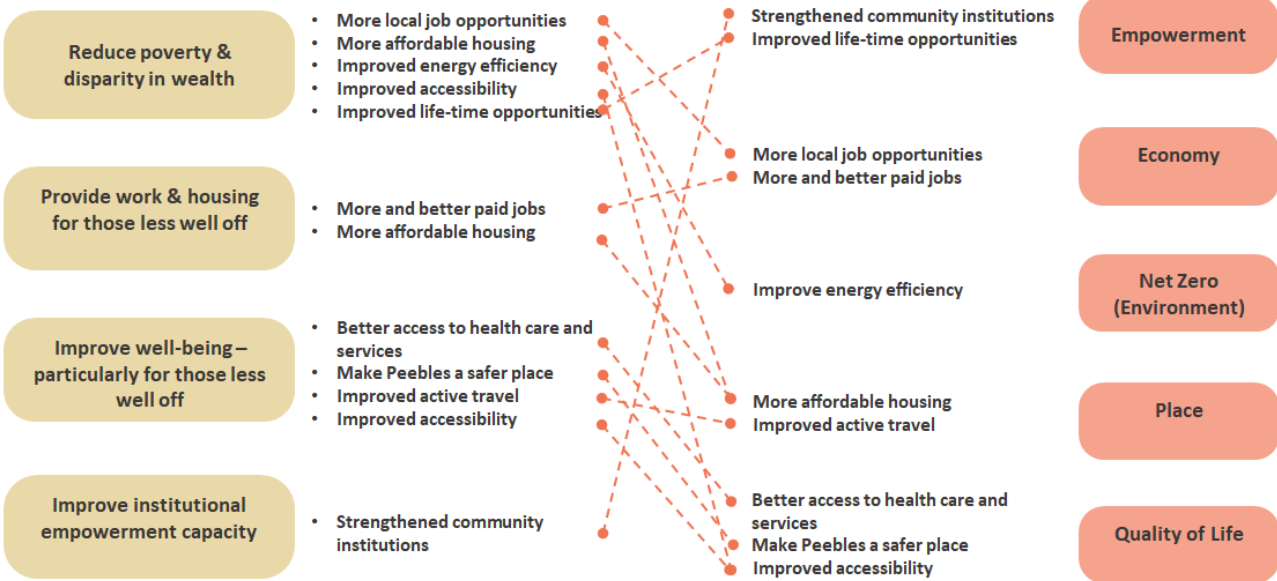 Reduce poverty &
disparity in wealth
• More local job opportunities
• More affordable housing
• Improved energy efficiency
• Improved accessibility
• Improved life-time opportunities
Provide work & housing
for those less well off
• More and better paid jobs
• More affordable housing
Improve well-being –
particularly for those less
well off
• Better access to health care and
services
• Make Peebles a safer place
• Improved active travel
• Improved accessibility
Improve institutional
empowerment capacity
• Strengthened community
institutions
Strengthened community institutions
Improved life-time opportunities
Empowerment
More local job opportunities
More and better paid jobs
Economy
Improve energy efficiency
Net Zero
(Environment)
More affordable housing
Improved active travel
Place
Better access to health care and
services
Make Peebles a safer place
Improved accessibility
Quality of Life